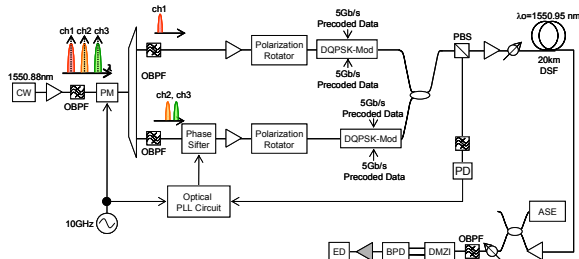 ch1 ch2 ch3
λ
1550.88nm
CW
OBPF
PM
10GHz
ch1
OBPF
Polarization
Rotator
5Gb/s
Precoded Data
DQPSK-Mod
5Gb/s
Precoded Data
ch2, ch3
OBPF
Phase
Sifter
Polarization
Rotator
5Gb/s
Precoded Data
DQPSK-Mod
5Gb/s
Precoded Data
Optical
PLL Circuit
PBS
PD
λo=1550.95 nm
20km
DSF
ASE
OBPF
DMZI
BPD
ED